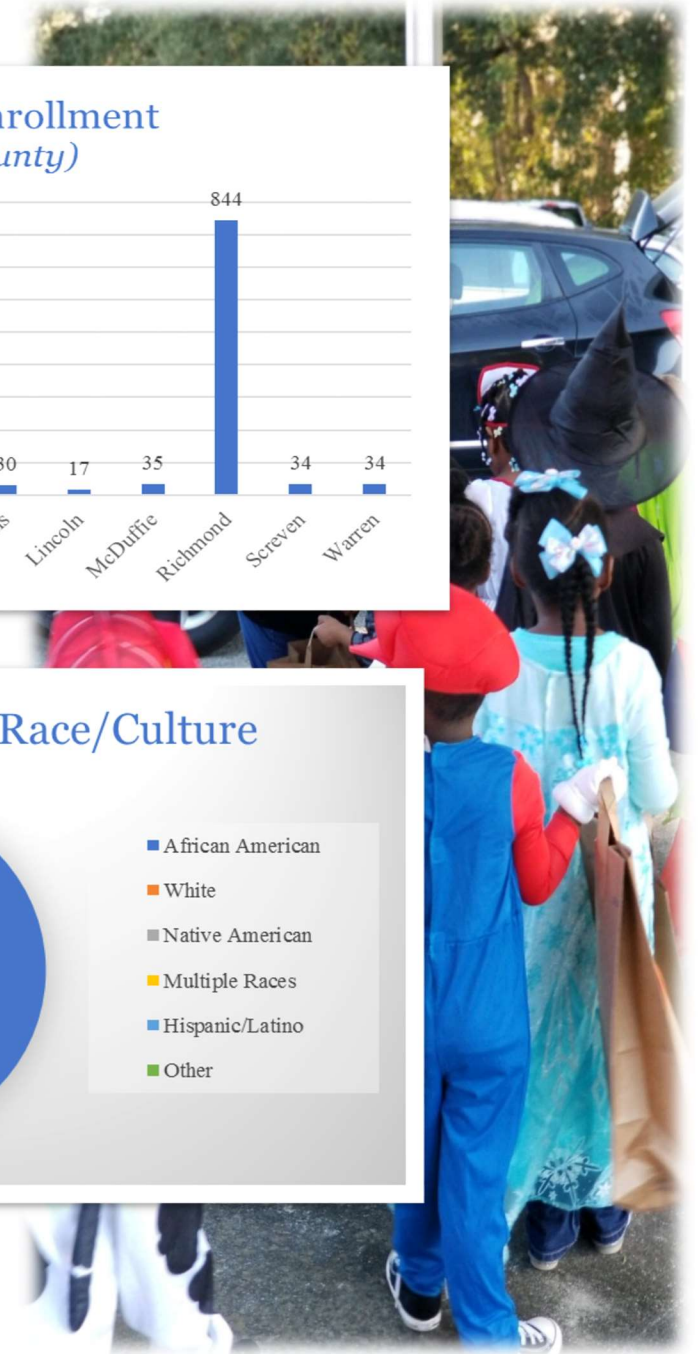 nrollment
unty)
844
30
17
35
34
34
s
Lincoln
McDuffie
Richmond
Screven
Warren
Race/Culture
African American
White
Native American
Multiple Races
Hispanic/Latino
Other